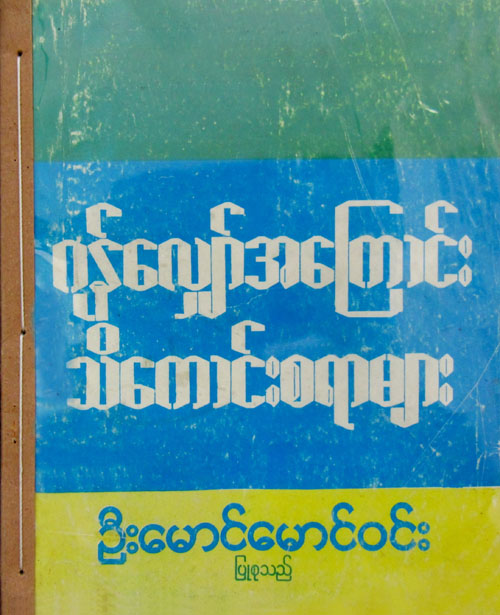 ဂုန်လျှော်အကြောင်း
သိကောင်းစရာများ
ဦးမောင်မောင်ဝင်း
ပြုစုသည်